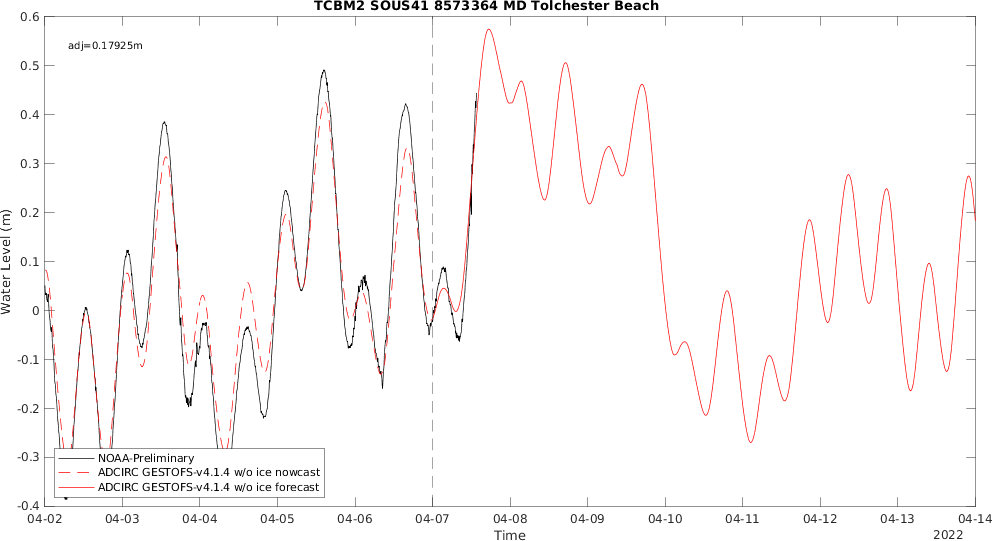 TCBM2 SOUS41 8573364 MD Tolchester Beach
adj=0.17925m
Water Level (m)
0.6
0.5
0.4
0.3
0.2
0.1
0
-0.1
-0.2
-0.3
-0.4
NOAA-Preliminary
ADCIRC GESTOFS-v4.1.4 w/o ice nowcast
ADCIRC GESTOFS-v4.1.4 w/o ice forecast
04-02 04-03 04-04 04-05 04-06 04-07 04-08 04-09 04-10 04-11 04-12 04-13 04-14
Time
2022